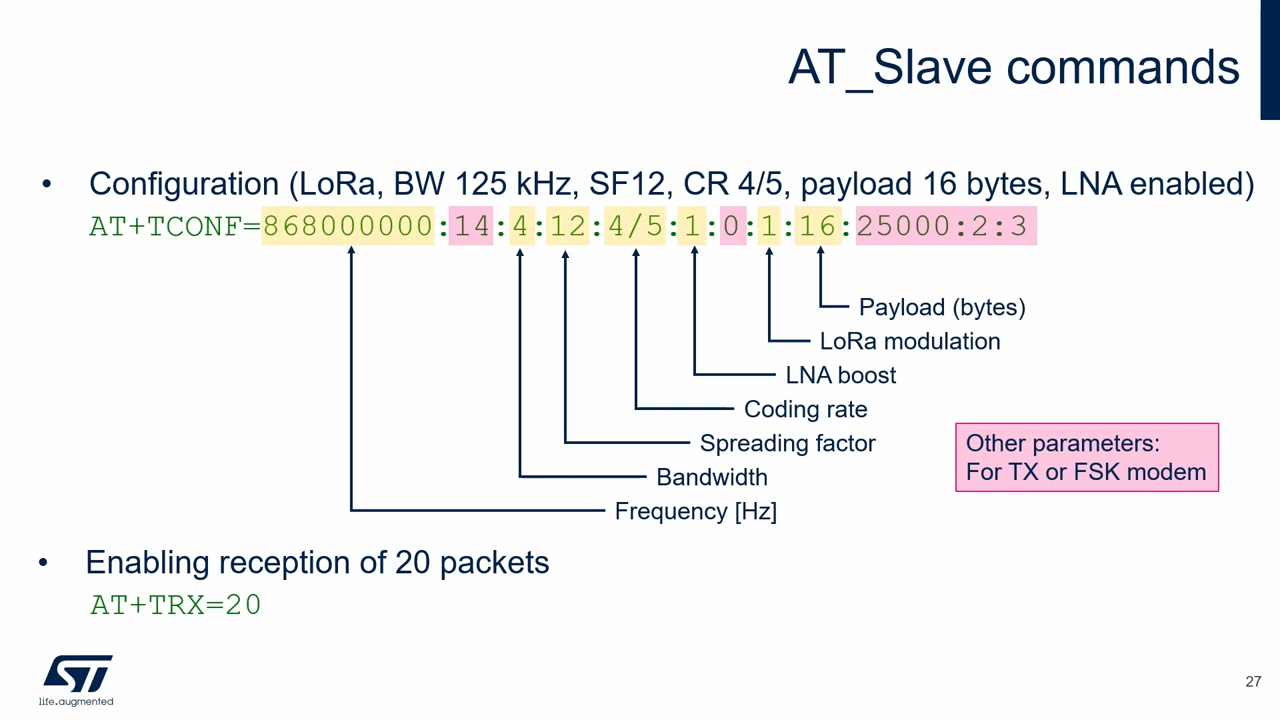 AT_Slave commands
• Configuration (LoRa, BW 125 kHz, SF12, CR 4/5, payload 16 bytes, LNA enabled)
AT+TCONF=868000000:14:4:12:4/5:1:0:1:16:25000:2:3
Payload (bytes)
LoRa modulation
LNA boost
Coding rate
Spreading factor
Bandwidth
Frequency [Hz]
Other parameters:
For TX or FSK modem
• Enabling reception of 20 packets
AT+TRX=20
ST
life.augmented
27